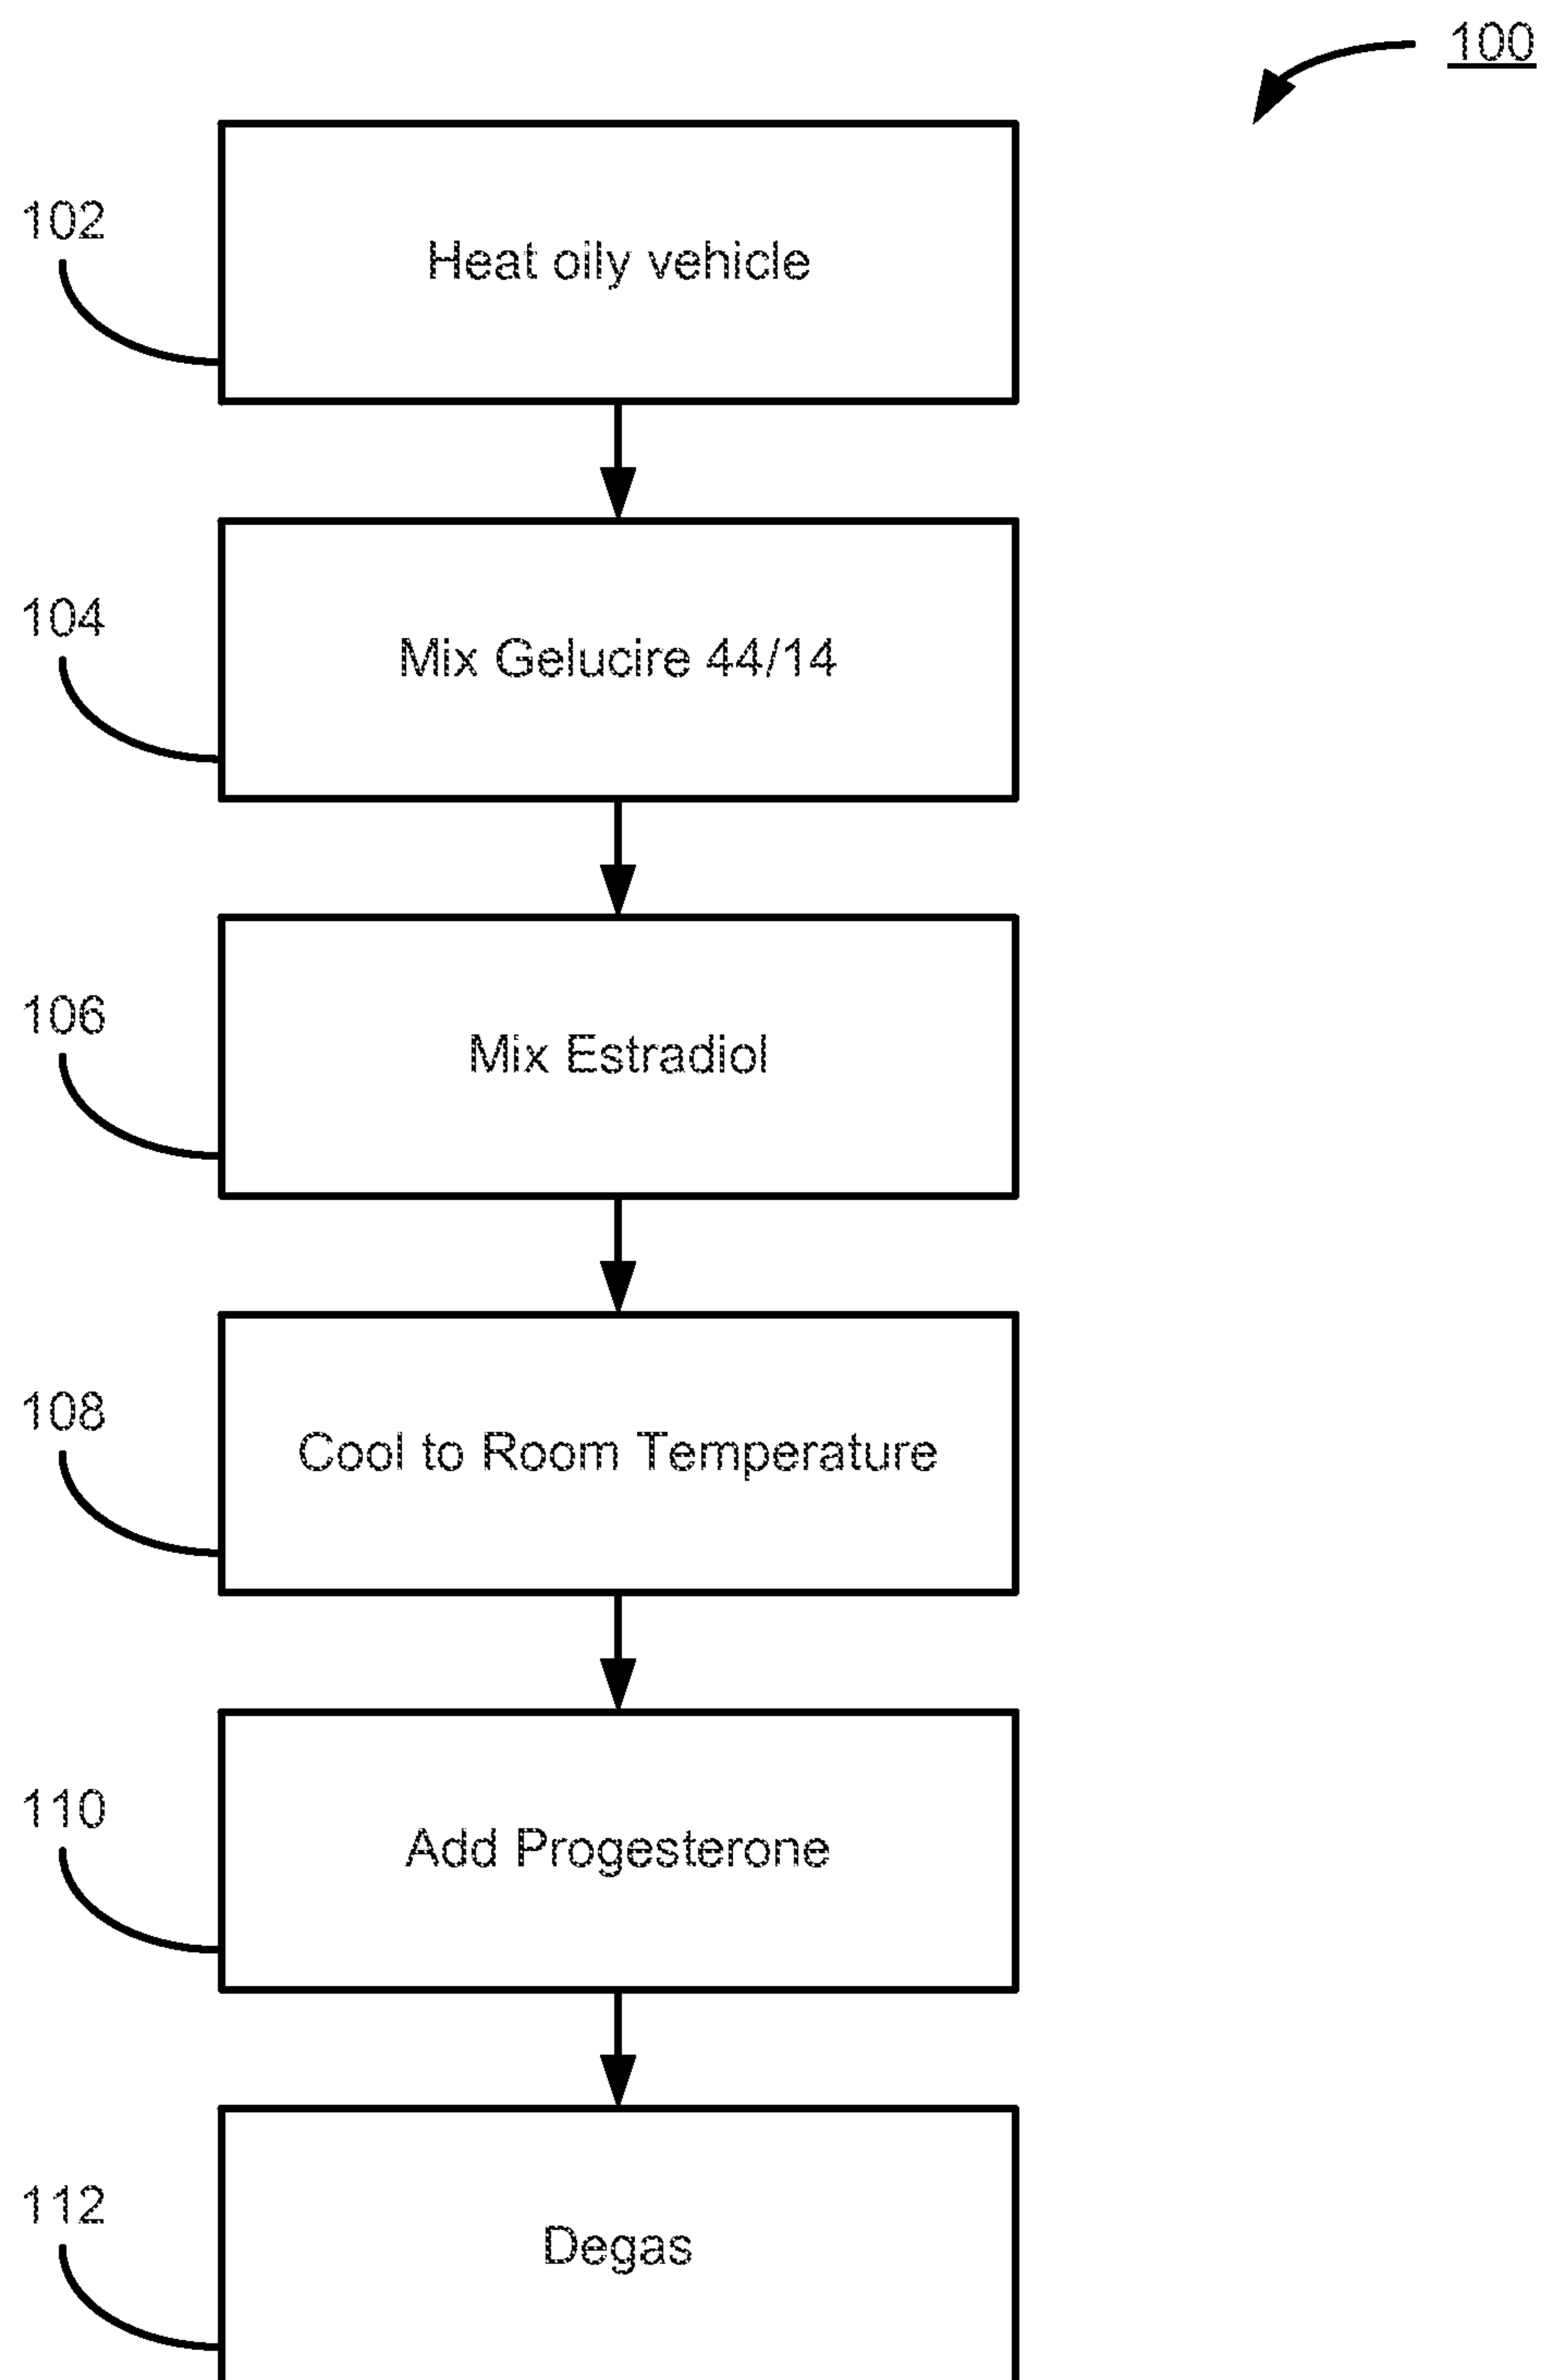 100
102
Heat oily vehicle
104
Mix Gelucire 44/14
106
Mix Estradiol
108
Cool to Room Temperature
110
Add Progesterone
112
Degas